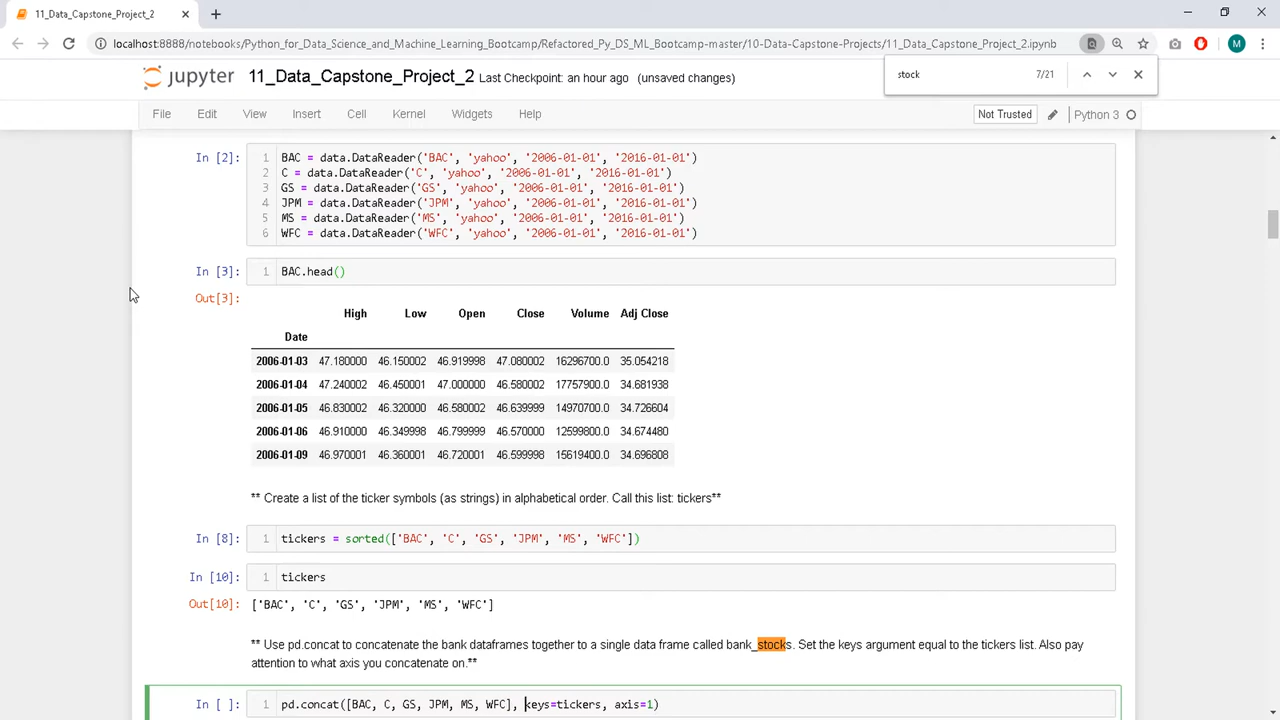 11_Data_Capstone_Project_2
localhost:8888/notebooks/Python_for_Data_Science_and_Machine_Learning_Bootcamp/Refactored_Py_DS_ML_Bootcamp-master/10-Data-Capstone-Projects/11_Data_Capstone_Project_2.ipynb
M
stock 7/21
jupyter 11_Data_Capstone_Project_2 Last Checkpoint: an hour ago (unsaved changes)
File Edit View Insert Cell Kernel Widgets Help Not Trusted Python 3
In [2]: 1 BAC = data.DataReader('BAC', 'yahoo', '2006-01-01', '2016-01-01')
2 C = data.DataReader('C', 'yahoo', '2006-01-01', '2016-01-01')
3 GS = data.DataReader('GS', 'yahoo', '2006-01-01', '2016-01-01')
4 JPM = data.DataReader('JPM', 'yahoo', '2006-01-01', '2016-01-01')
5 MS = data.DataReader('MS', 'yahoo', '2006-01-01', '2016-01-01')
6 WFC = data.DataReader('WFC', 'yahoo', '2006-01-01', '2016-01-01')
In [3]: 1 BAC.head()
Out[3]:
High Low Open Close Volume Adj Close
Date
2006-01-03 47.180000 46.150002 46.919998 47.080002 16296700.0 35.054218
2006-01-04 47.240002 46.450001 47.000000 46.580002 17757900.0 34.681938
2006-01-05 46.830002 46.320000 46.580002 46.639999 14970700.0 34.726604
2006-01-06 46.910000 46.349998 46.799999 46.570000 12599800.0 34.674480
2006-01-09 46.970001 46.360001 46.720001 46.599998 15619400.0 34.696808
** Create a list of the ticker symbols (as strings) in alphabetical order. Call this list: tickers**
In [8]: 1 tickers = sorted(['BAC', 'C', 'GS', 'JPM', 'MS', 'WFC'])
In [10]: 1 tickers
Out[10]: ['BAC', 'C', 'GS', 'JPM', 'MS', 'WFC']
** Use pd.concat to concatenate the bank dataframes together to a single data frame called bank_stocks. Set the keys argument equal to the tickers list. Also pay
attention to what axis you concatenate on.**
In [ ]: 1 pd.concat([BAC, C, GS, JPM, MS, WFC], keys=tickers, axis=1)